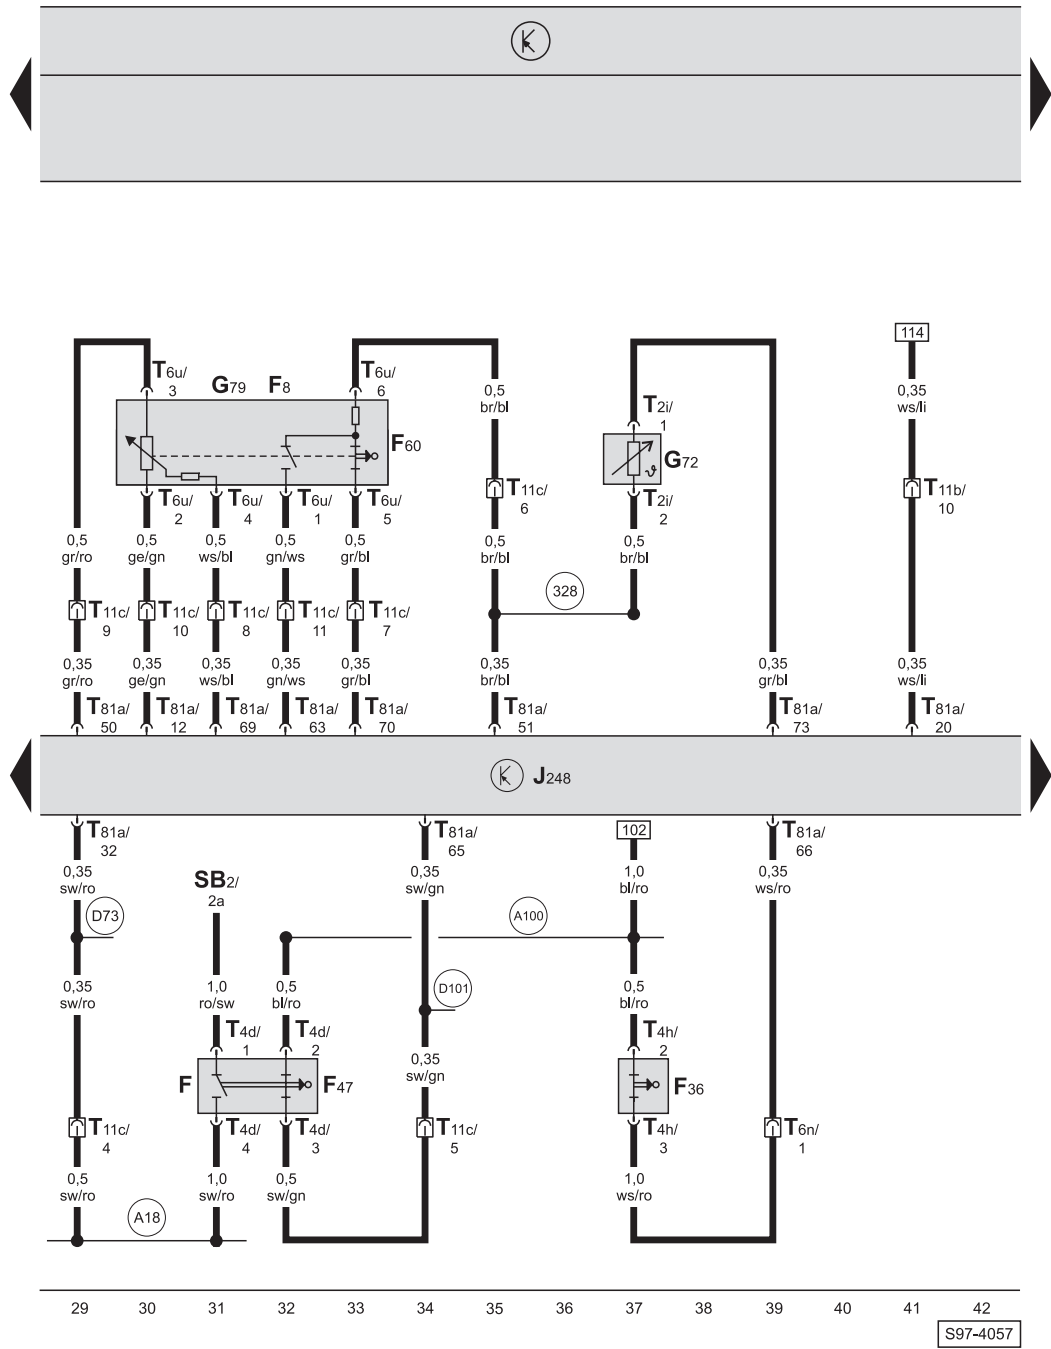 114
T6u/
3
G79
F8
T6u/
6
0,5
br/bl
0,35
ws/li
T2i/
1
F60
G72
T6u/
2
T6u/
4
T6u/
1
T6u/
5
T11c/
6
T2i/
2
T11b/
10
0,5
gr/ro
0,5
ge/gn
0,5
ws/bl
0,5
gn/ws
0,5
gr/bl
0,5
br/bl
0,5
br/bl
328
T11c/
9
T11c/
10
T11c/
8
T11c/
11
T11c/
7
0,35
gr/ro
0,35
ge/gn
0,35
ws/bl
0,35
gn/ws
0,35
gr/bl
0,35
br/bl
0,35
gr/bl
0,35
ws/li
T81a/
50
T81a/
12
T81a/
69
T81a/
63
T81a/
70
T81a/
51
T81a/
73
T81a/
20
J248
T81a/
32
T81a/
65
102
T81a/
66
0,35
sw/ro
SB2/
2a
0,35
sw/gn
1,0
bl/ro
0,35
ws/ro
D73
A100
0,35
sw/ro
1,0
ro/sw
0,5
bl/ro
D101
0,5
bl/ro
T4d/
1
T4d/
2
T4h/
2
0,35
sw/gn
F
F47
F36
T11c/
4
T4d/
4
T4d/
3
T11c/
5
T4h/
3
T6n/
1
0,5
sw/ro
1,0
sw/ro
0,5
sw/gn
1,0
ws/ro
A18
29 30 31 32 33 34 35 36 37 38 39 40 41 42
S97-4057